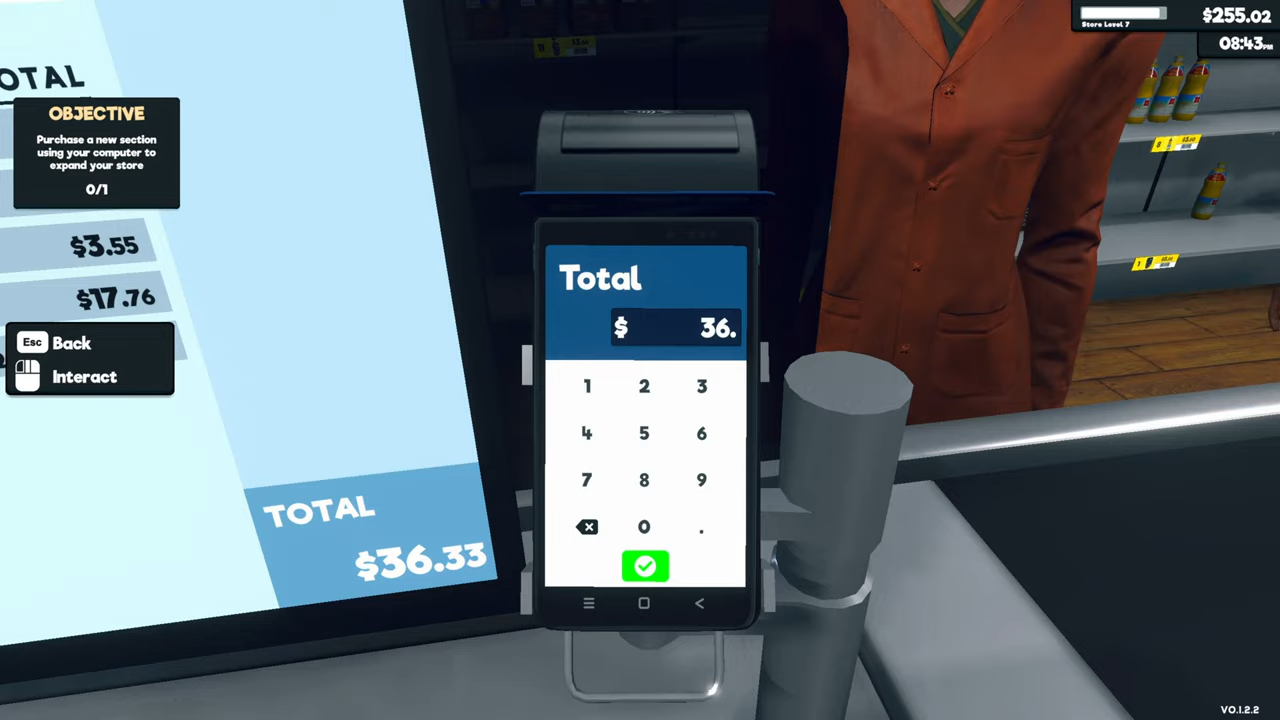 $255.02
Store Level 7
08:43PM
OTAL
OBJECTIVE
Purchase a new section
using your computer to
expand your store
0/1
$3.55
$17.76
Esc Back
Interact
Total
$ 36.
1 2 3
4 5 6
7 8 9
0 .
TOTAL
$36.33
V0.1.2.2